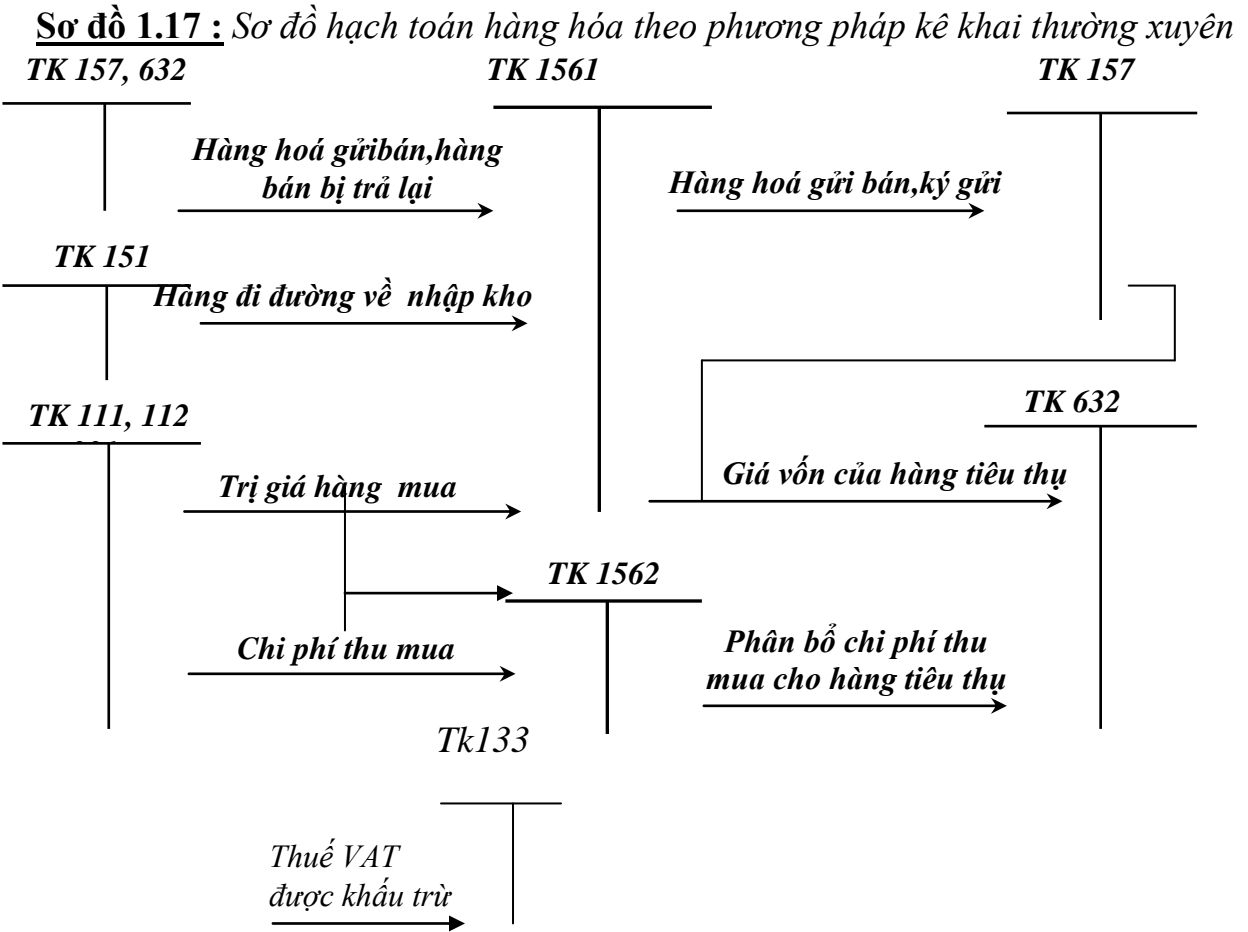 Sơ đồ 1.17 : Sơ đồ hạch toán hàng hóa theo phương pháp kê khai thường xuyên
TK 157, 632
TK 1561
TK 157
Hàng hoá gửibán,hàng
bán bị trả lại
Hàng hoá gửi bán,ký gửi
TK 151
Hàng đi đường về nhập kho
TK 111, 112
TK 632
Trị giá hàng mua
Giá vốn của hàng tiêu thụ
TK 1562
Chi phí thu mua
Phân bổ chi phí thu
mua cho hàng tiêu thụ
Tk133
Thuế VAT
được khấu trừ